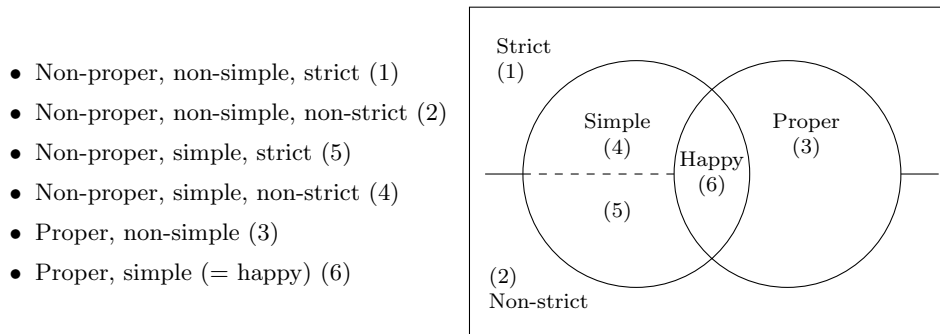 • Non-proper, non-simple, strict (1)
• Non-proper, non-simple, non-strict (2)
• Non-proper, simple, strict (5)
• Non-proper, simple, non-strict (4)
• Proper, non-simple (3)
• Proper, simple (= happy) (6)
Strict
(1)
Simple
(4)
Proper
(3)
Happy
(6)
(5)
(2)
Non-strict